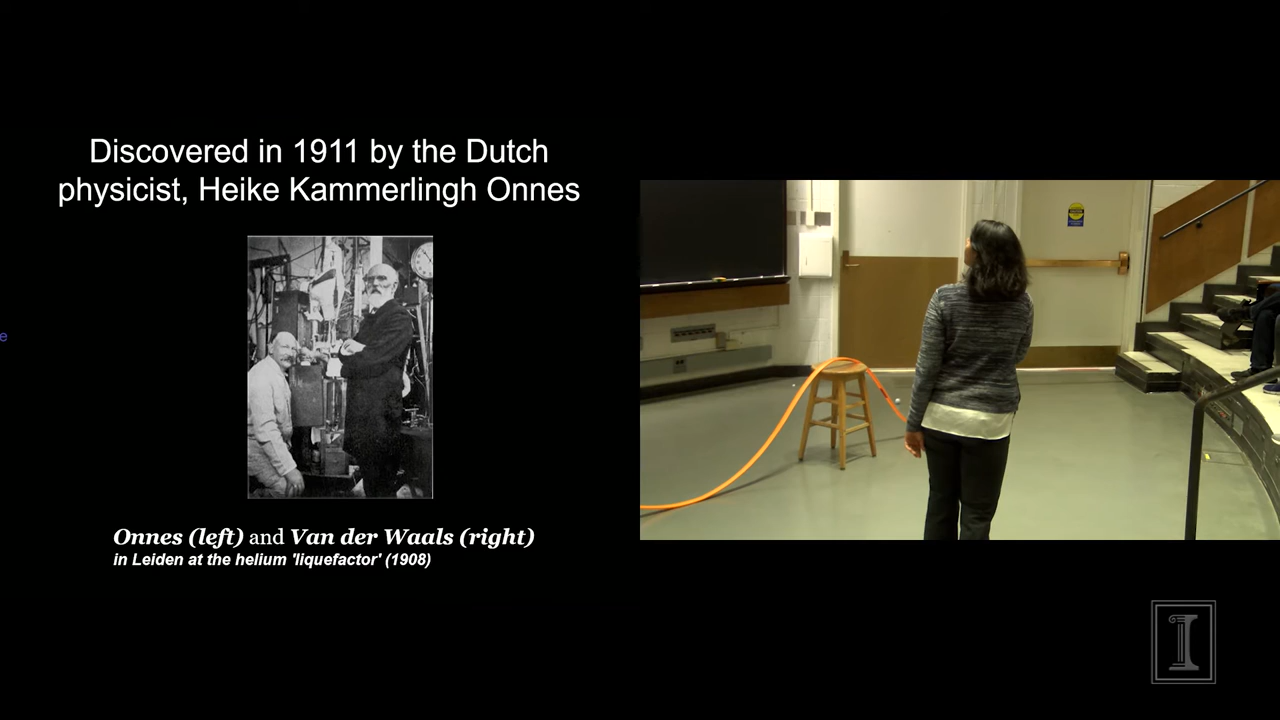 Discovered in 1911 by the Dutch
physicist, Heike Kammerlingh Onnes
e
Onnes (left) and Van der Waals (right)
in Leiden at the helium 'liquefactor' (1908)
I